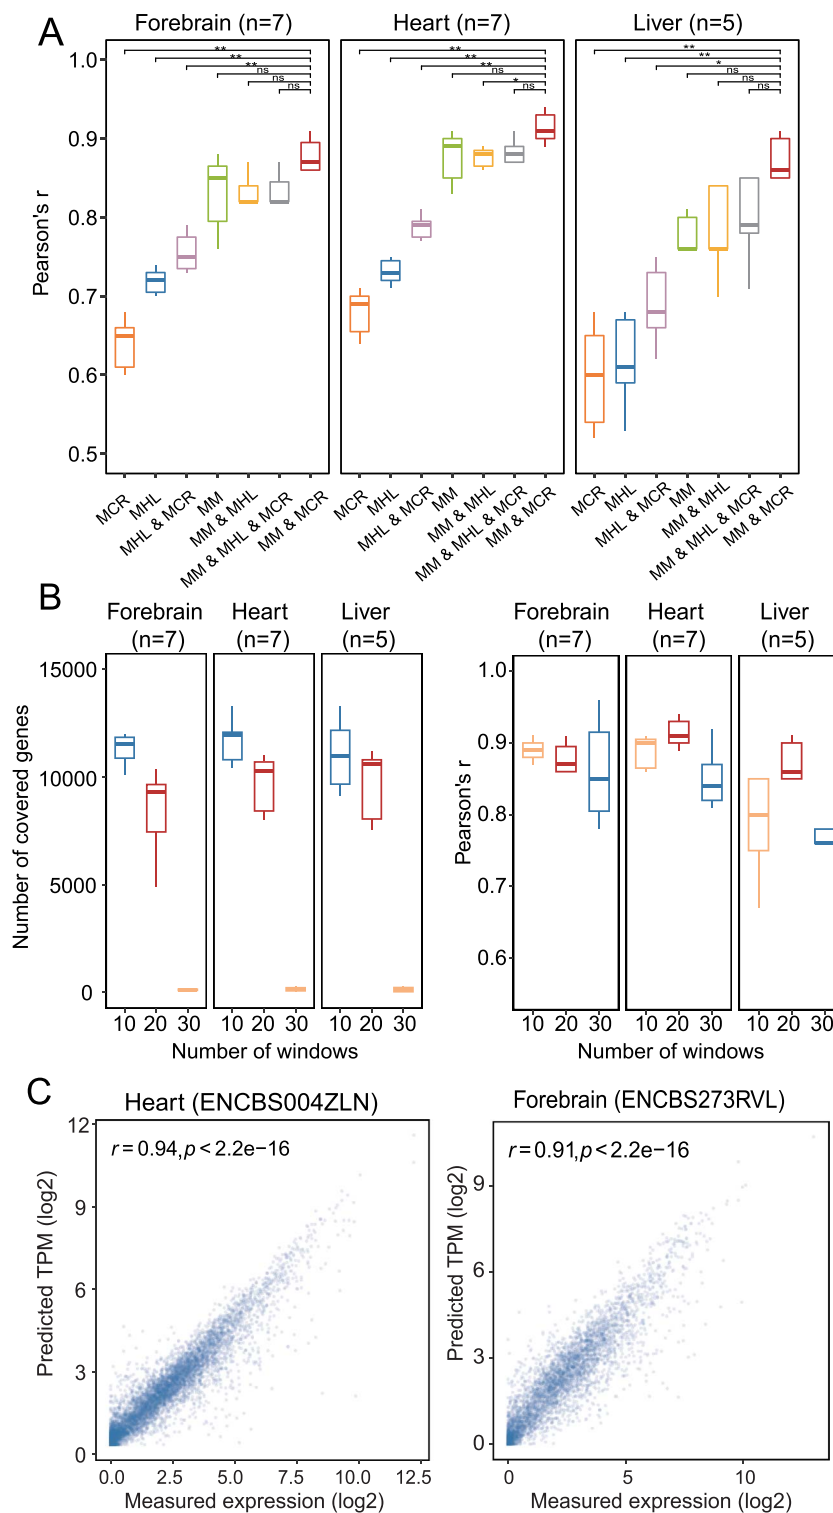 A
Forebrain (n=7)
Heart (n=7)
Liver (n=5)
Pearson's r
1.0
0.9
0.8
0.7
0.6
0.5
**
**
**
ns
ns
ns
**
**
**
ns
*
ns
**
**
*
ns
ns
ns
MCR
MHL
MHL & MCR
MM
MM & MHL
MM & MHL & MCR
MM & MCR
MCR
MHL
MHL & MCR
MM
MM & MHL
MM & MHL & MCR
MM & MCR
MCR
MHL
MHL & MCR
MM
MM & MHL
MM & MHL & MCR
MM & MCR
B
Forebrain
(n=7)
Heart
(n=7)
Liver
(n=5)
Number of covered genes
15000
10000
5000
0
10 20 30
10 20 30
10 20 30
Number of windows
Forebrain
(n=7)
Heart
(n=7)
Liver
(n=5)
Pearson's r
1.0
0.9
0.8
0.7
0.6
10 20 30
10 20 30
10 20 30
Number of windows
C
Heart (ENCBS004ZLN)
r = 0.94, p < 2.2e−16
Predicted TPM (log2)
12
9
6
3
0
0.0 2.5 5.0 7.5 10.0 12.5
Measured expression (log2)
Forebrain (ENCBS273RVL)
r = 0.91, p < 2.2e−16
Predicted TPM (log2)
9
6
3
0
0 5 10
Measured expression (log2)